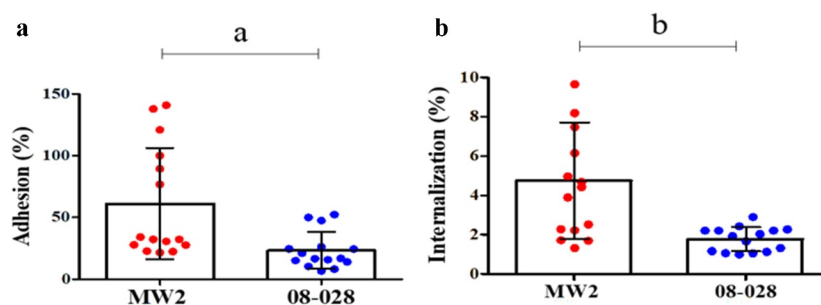 a
a
Adhesion (%)
150
100
50
0
MW2
08-028
b
b
Internalization (%)
10
8
6
4
2
0
MW2
08-028